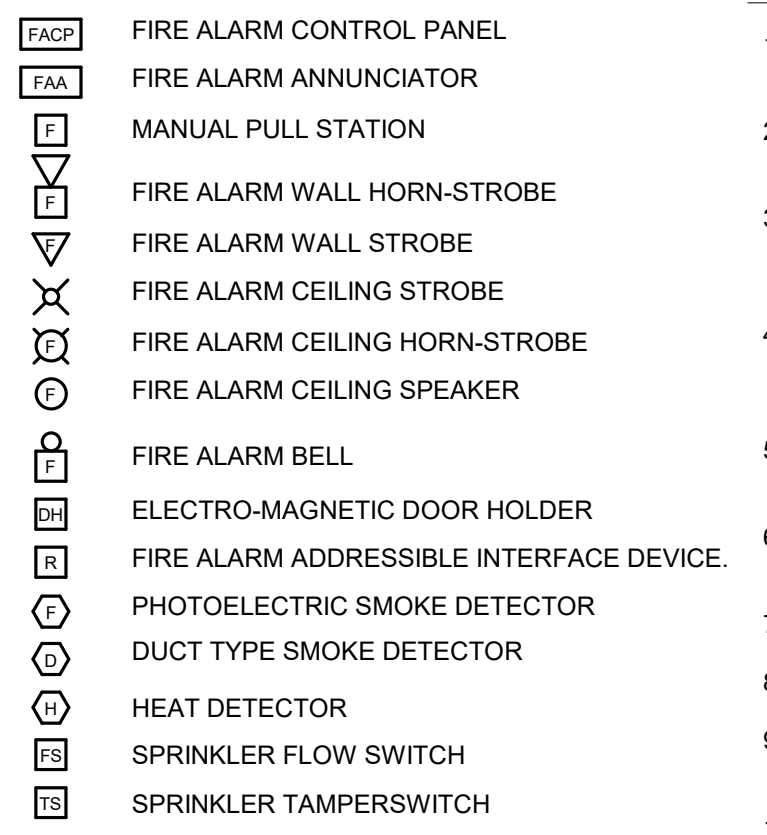 FACP FIRE ALARM CONTROL PANEL
FAA FIRE ALARM ANNUNCIATOR
F MANUAL PULL STATION
F FIRE ALARM WALL HORN-STROBE
F FIRE ALARM WALL STROBE
FIRE ALARM CEILING STROBE
F FIRE ALARM CEILING HORN-STROBE
F FIRE ALARM CEILING SPEAKER
F FIRE ALARM BELL
DH ELECTRO-MAGNETIC DOOR HOLDER
R FIRE ALARM ADDRESSIBLE INTERFACE DEVICE.
F PHOTOELECTRIC SMOKE DETECTOR
D DUCT TYPE SMOKE DETECTOR
H HEAT DETECTOR
FS SPRINKLER FLOW SWITCH
TS SPRINKLER TAMPERSWITCH